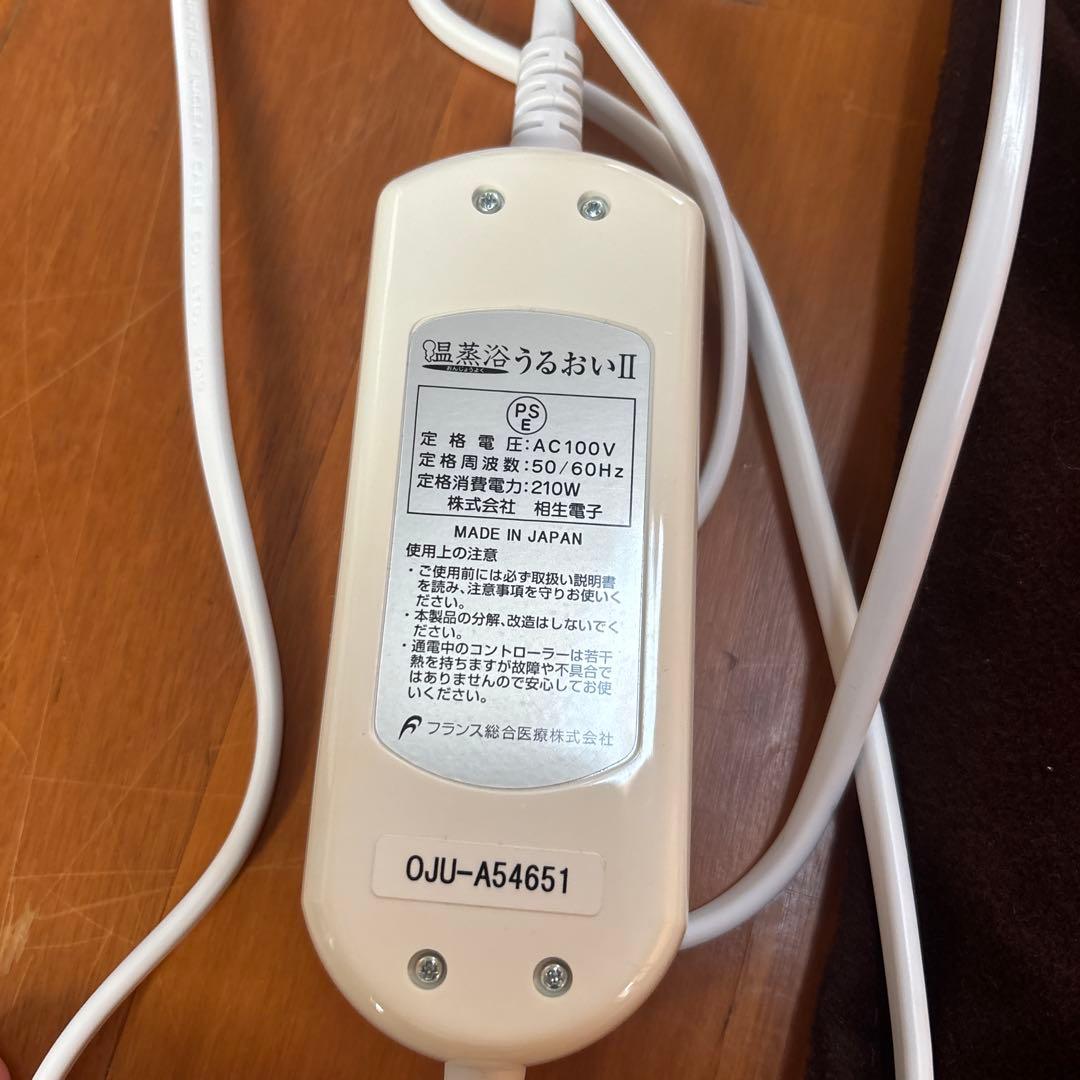 温蒸浴うるおいII
おんじょうよく
PS
E
定格電圧:AC100V
定格周波数:50/60Hz
定格消費電力:210W
株式会社 相生電子
MADE IN JAPAN
使用上の注意
・ご使用前には必ず取扱い説明書
を読み、注意事項を守りお使いく
ださい。
・本製品の分解、改造はしないでく
ださい。
・通電中のコントローラーは若干
熱を持ちますが故障や不具合で
はありませんので安心してお使
いください。
フランス総合医療株式会社
OJU-A54651